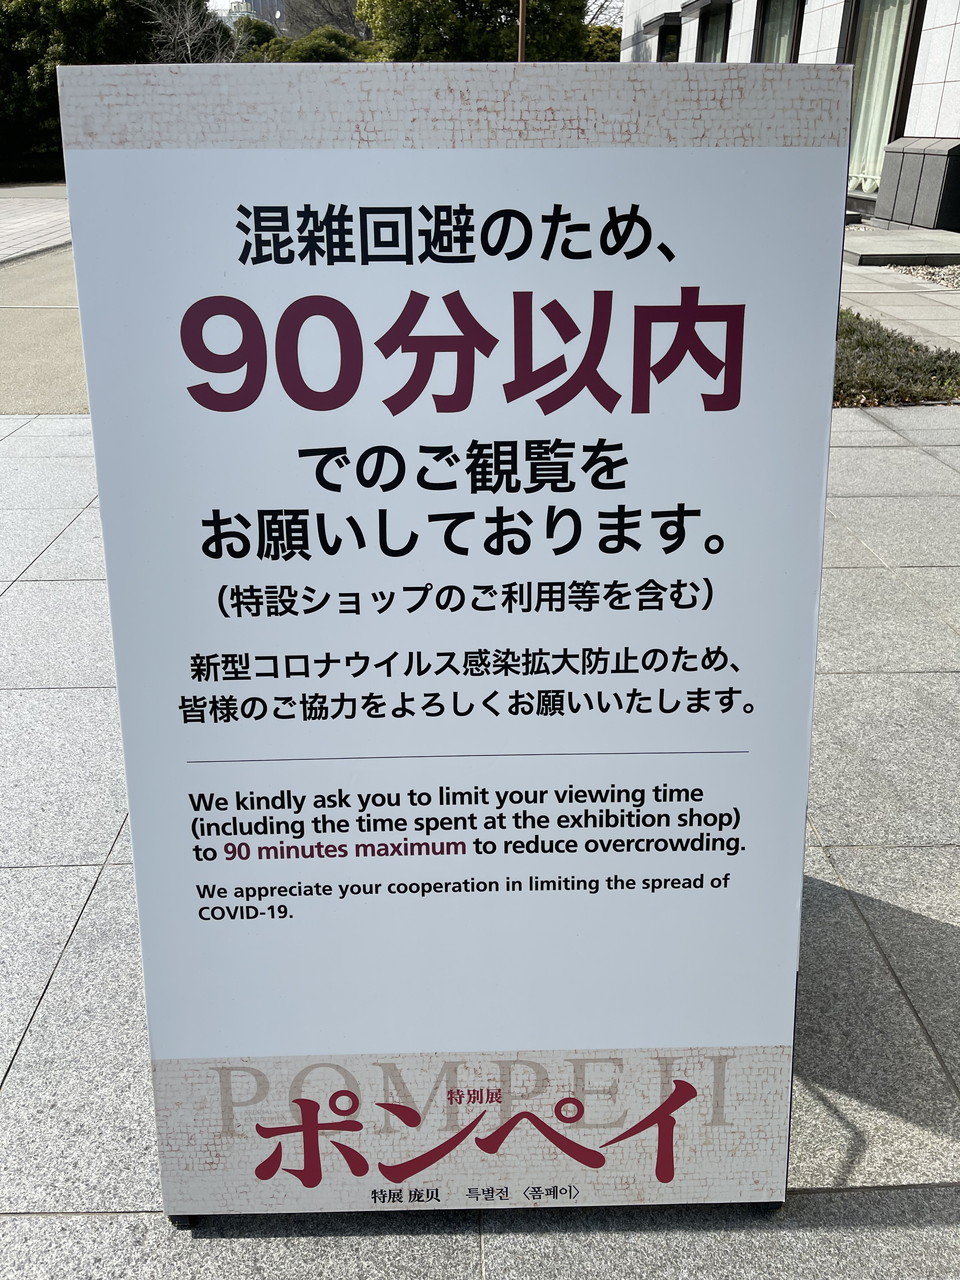 混雑回避のため、
90分以内
でのご観覧を
お願いしております。
（特設ショップのご利用等を含む）
新型コロナウイルス感染拡大防止のため、
皆様のご協力をよろしくお願いいたします。
We kindly ask you to limit your viewing time
(including the time spent at the exhibition shop)
to 90 minutes maximum to reduce overcrowding.
We appreciate your cooperation in limiting the spread of
COVID-19.
POMPEII
特別展
ポンペイ
特展 庞贝 특별전 〈폼페이〉